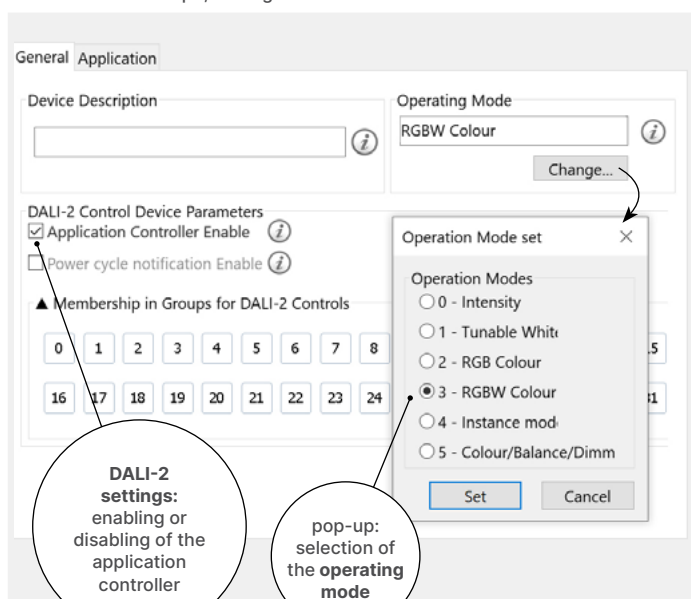 General Application
Device Description
Operating Mode
RGBW Colour
Change...
DALI-2 Control Device Parameters
Application Controller Enable
Power cycle notification Enable
▲ Membership in Groups for DALI-2 Controls
0 1 2 3 4 5 6 7 8
16 17 18 19 20 21 22 23 24
Operation Mode set
Operation Modes
0 - Intensity
1 - Tunable White
2 - RGB Colour
3 - RGBW Colour
4 - Instance mod
5 - Colour/Balance/Dimm
Set Cancel
DALI-2
settings:
enabling or
disabling of the
application
controller
pop-up:
selection of
the operating
mode